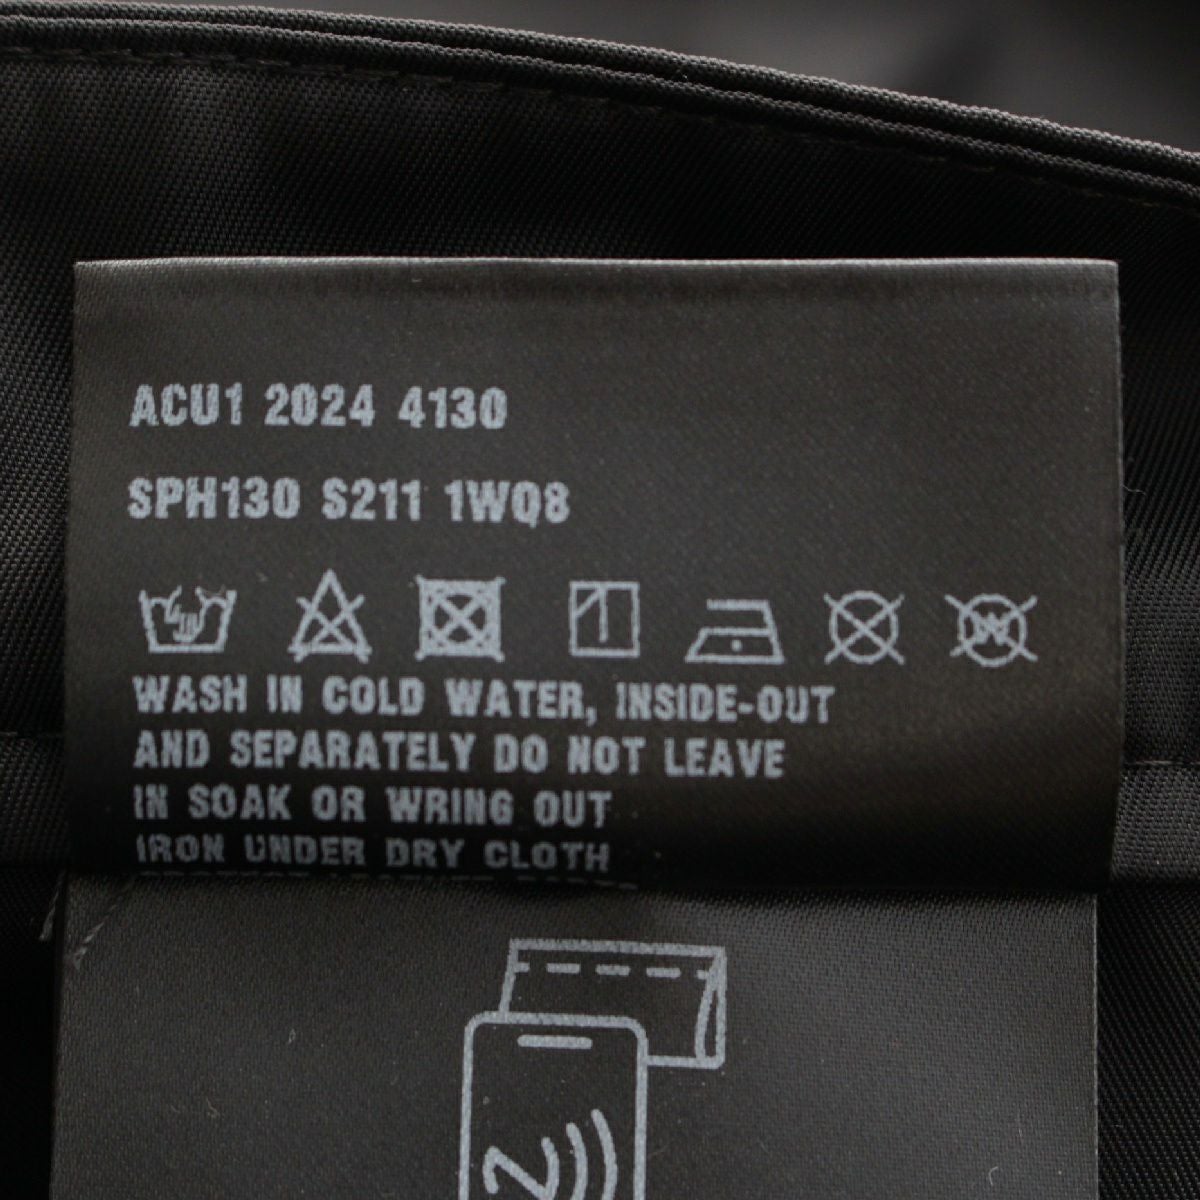 ACU1 2024 4130
SPH130 S211 1WQ8
WASH IN COLD WATER, INSIDE-OUT
AND SEPARATELY DO NOT LEAVE
IN SOAK OR WRING OUT
IRON UNDER DRY CLOTH